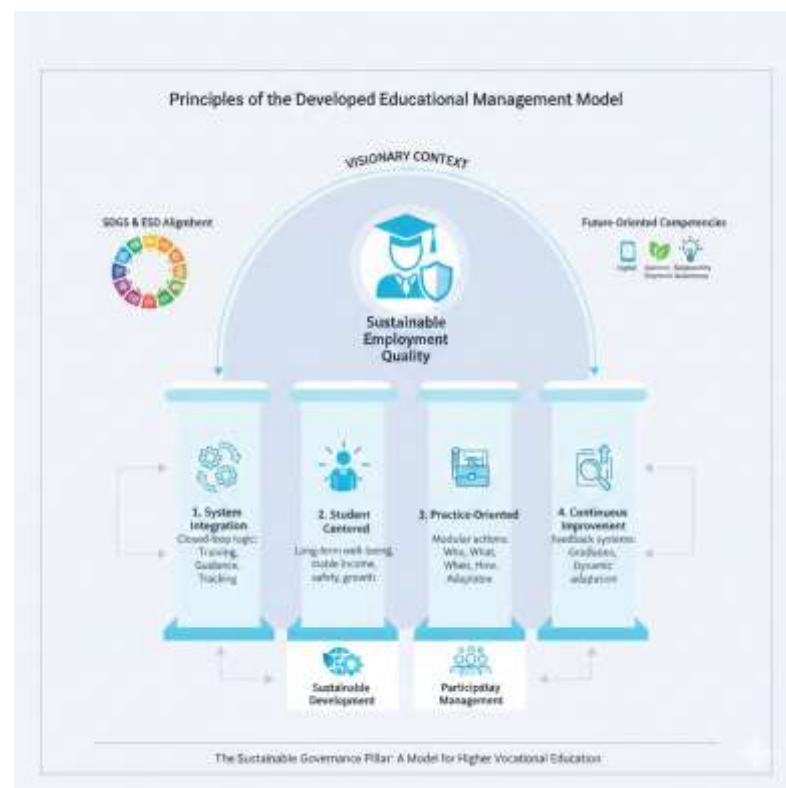 Principles of the Developed Educational Management Model
VISIONARY CONTEXT
SDGS & ESD Alignment
Future-Oriented Competencies
Digital
Sustainable
Employment
Quality
1. System
Integration
Closed-loop logic:
Training,
Guidance,
Tracking
2. Student
Centered
Long-term well-being,
stable income,
safety, growth
3. Practice-Oriented
Modular actions:
Who, What,
When, How.
Adaptable
4. Continuous
Improvement
Feedback systems:
Graduates,
Dynamic
adaptation
Sustainable
Development
Participatlay
Management
The Sustainable Governance Pillar: A Model for Higher Vocational Education